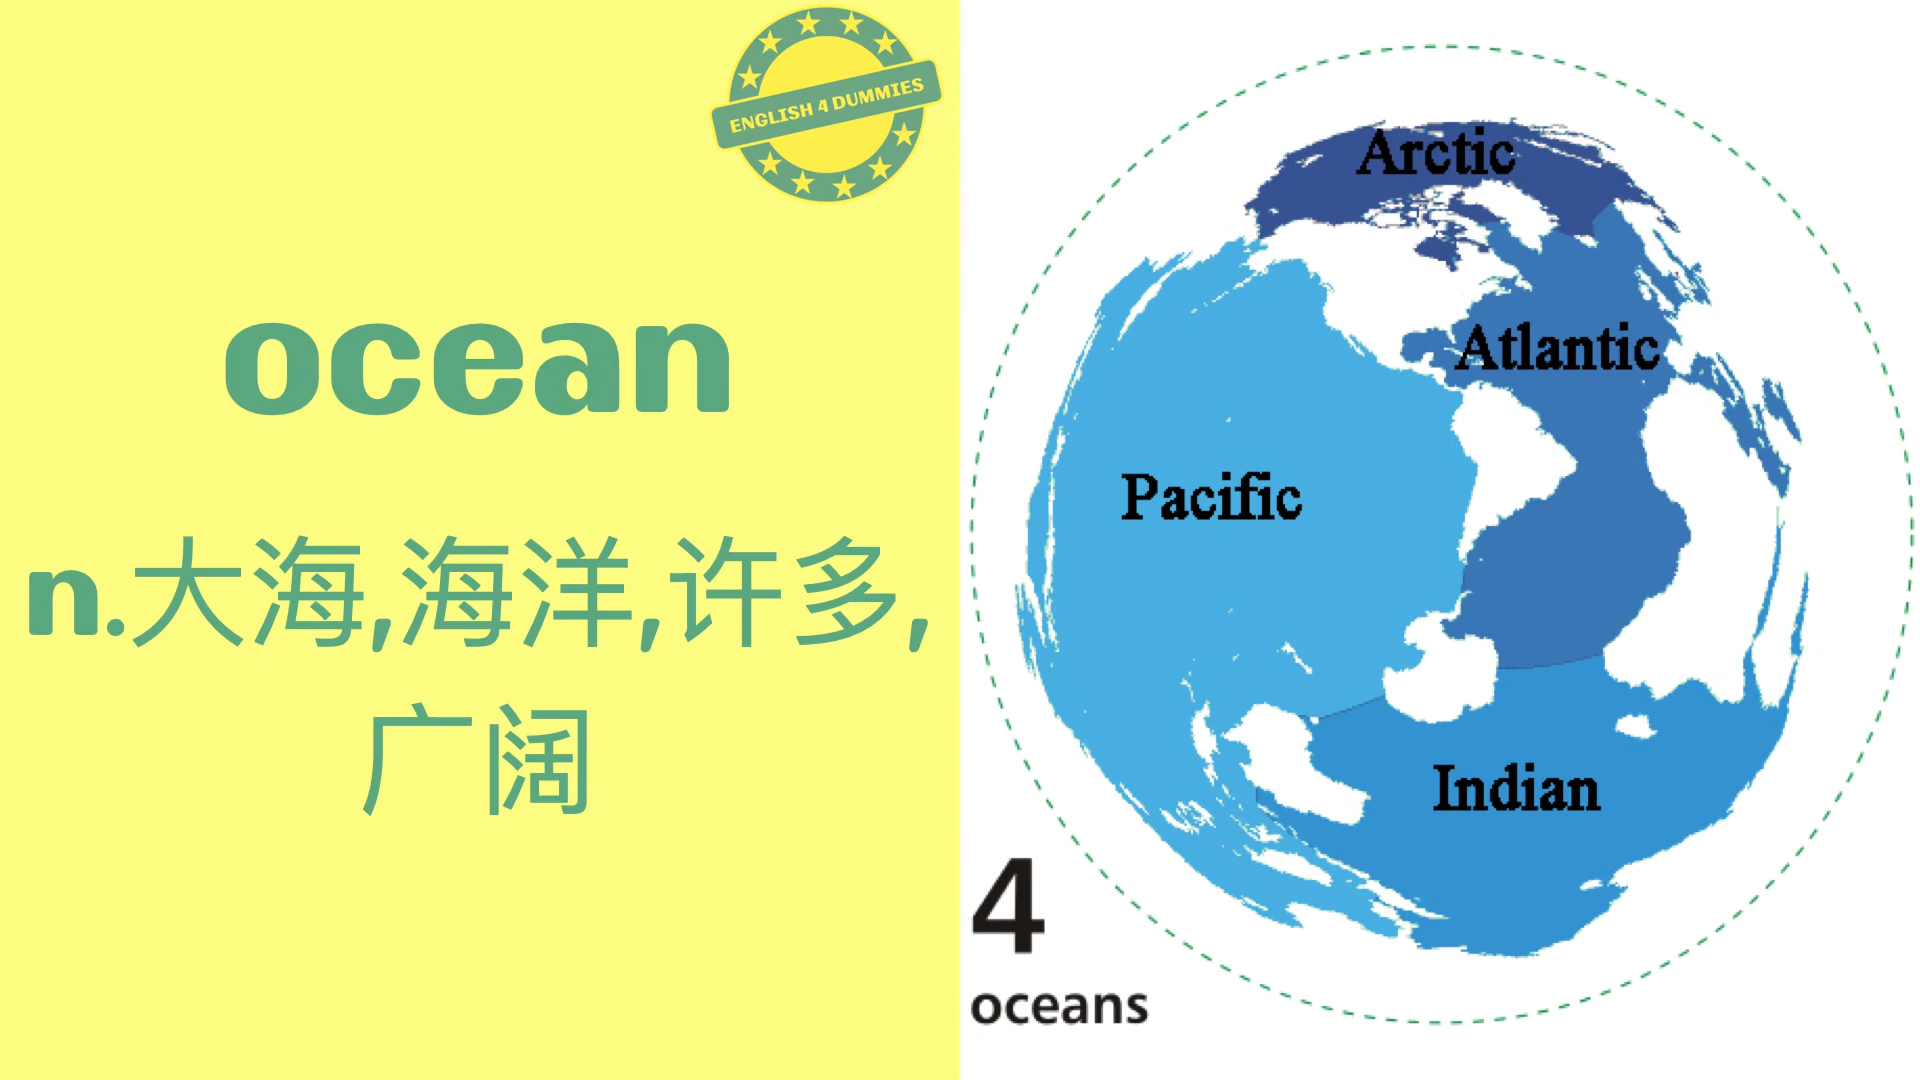 ENGLISH 4 DUMMIES
ocean
n.大海,海洋,许多,
广阔
Arctic
Atlantic
Pacific
Indian
4
oceans